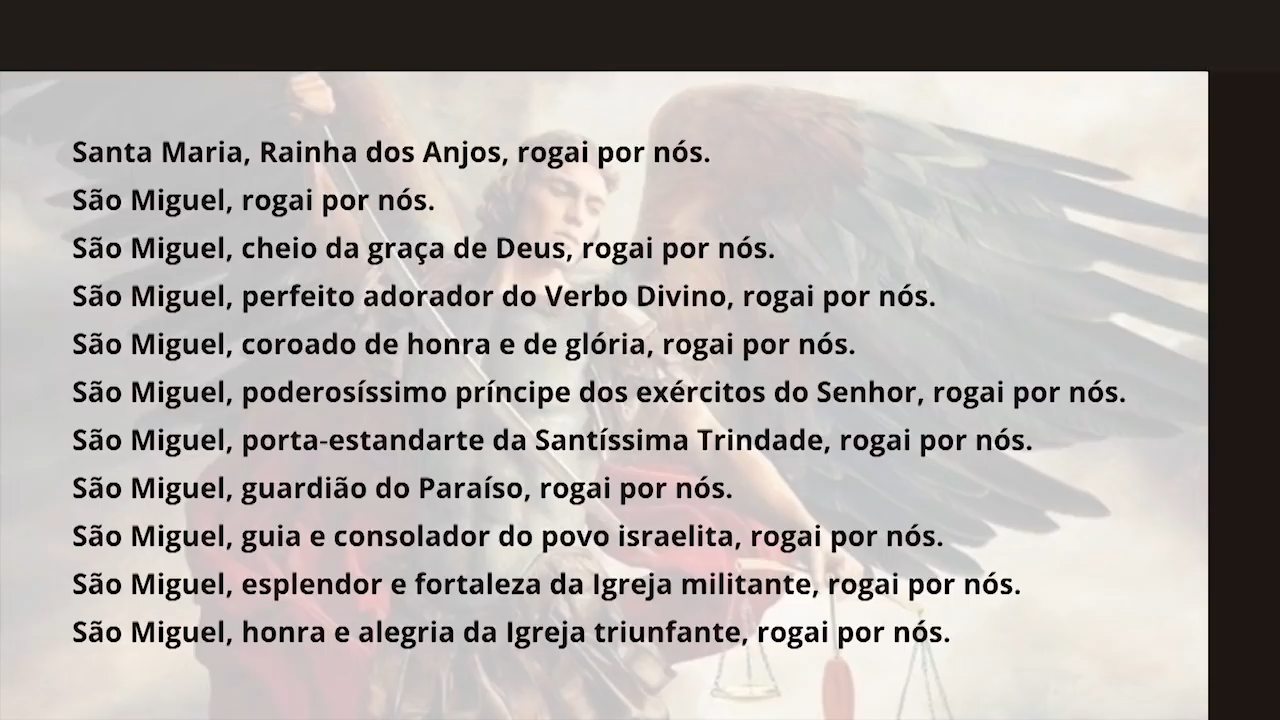 Santa Maria, Rainha dos Anjos, rogai por nós.
São Miguel, rogai por nós.
São Miguel, cheio da graça de Deus, rogai por nós.
São Miguel, perfeito adorador do Verbo Divino, rogai por nós.
São Miguel, coroado de honra e de glória, rogai por nós.
São Miguel, poderosíssimo príncipe dos exércitos do Senhor, rogai por nós.
São Miguel, porta-estandarte da Santíssima Trindade, rogai por nós.
São Miguel, guardião do Paraíso, rogai por nós.
São Miguel, guia e consolador do povo israelita, rogai por nós.
São Miguel, esplendor e fortaleza da Igreja militante, rogai por nós.
São Miguel, honra e alegria da Igreja triunfante, rogai por nós.